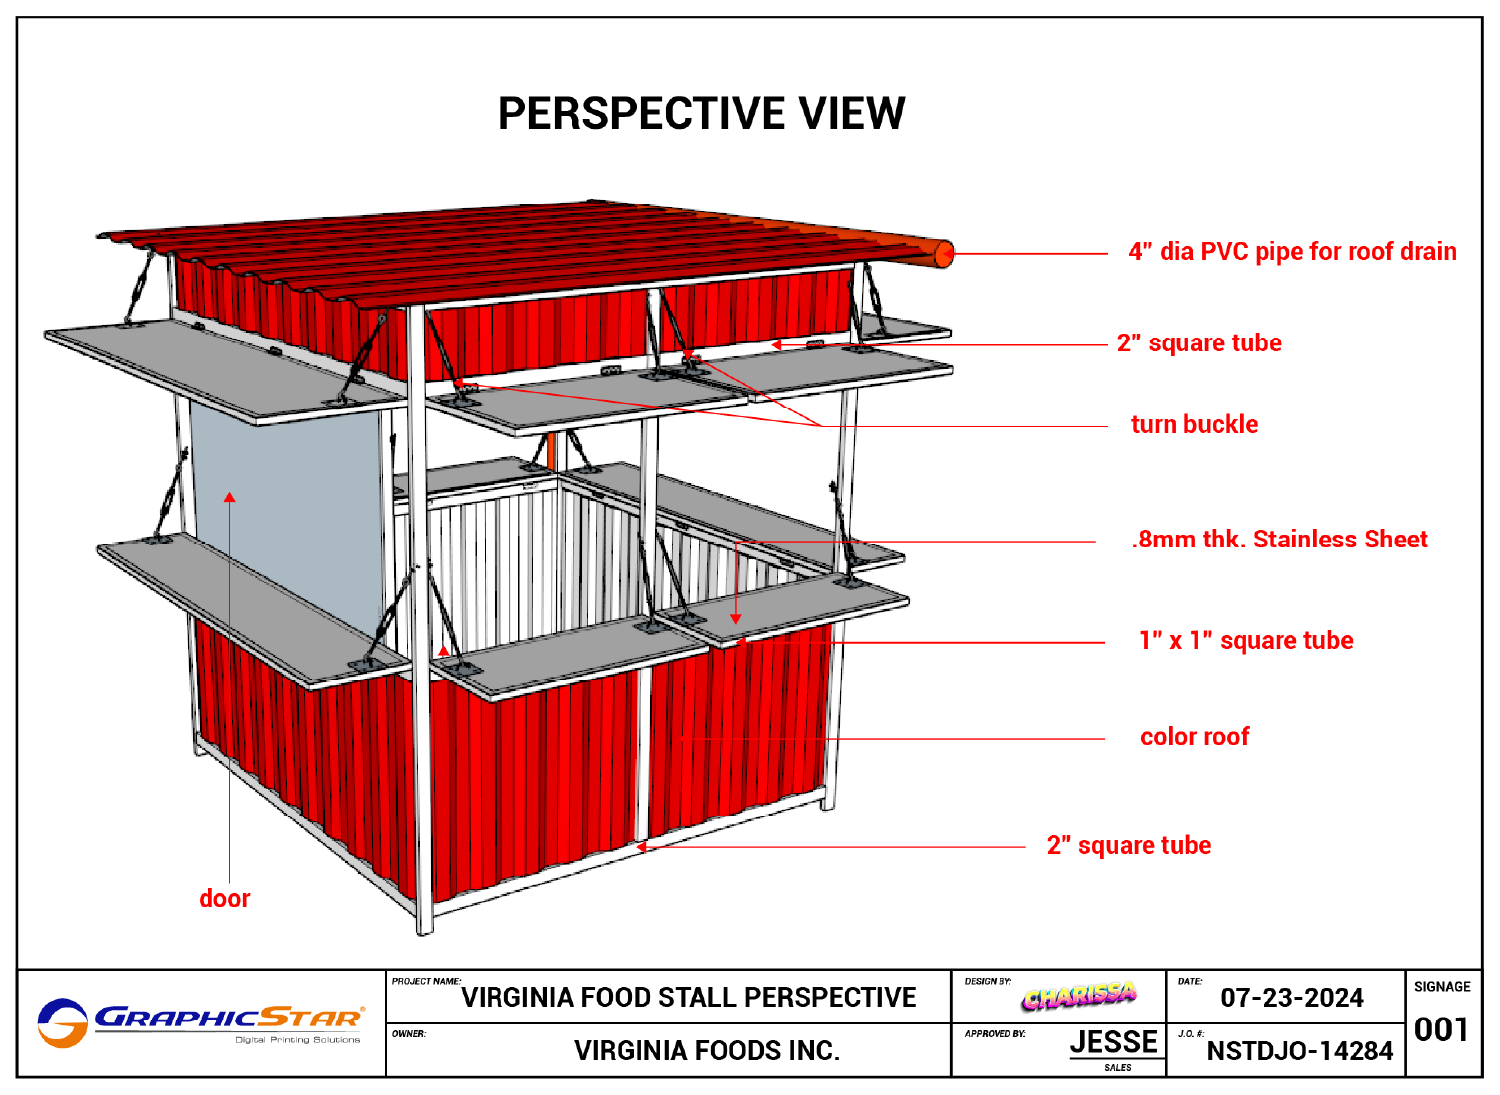 PERSPECTIVE VIEW
4" dia PVC pipe for roof drain
2" square tube
turn buckle
.8mm thk. Stainless Sheet
1" x 1" square tube
color roof
2" square tube
door
GRAPHICSTAR®
Digital Printing Solutions
PROJECT NAME:
VIRGINIA FOOD STALL PERSPECTIVE
OWNER:
VIRGINIA FOODS INC.
DESIGN BY:
CHARISSA
APPROVED BY:
JESSE
SALES
DATE:
07-23-2024
J.O. #:
NSTDJO-14284
SIGNAGE
001